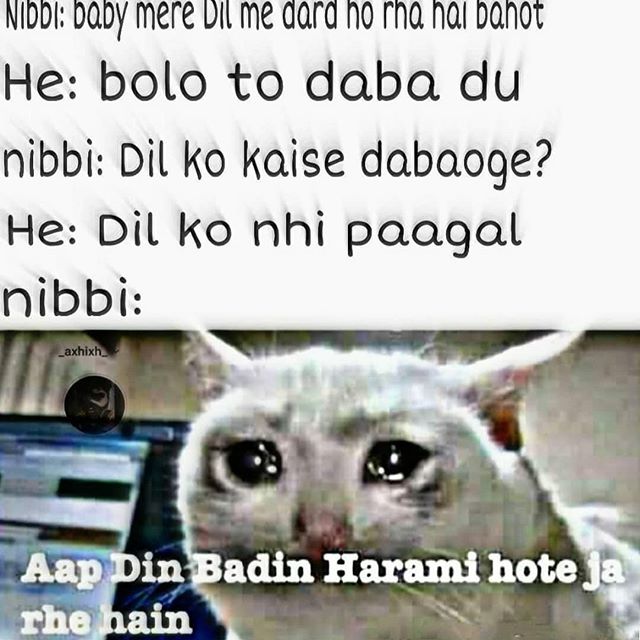 Nibbi: baby mere Dil me dard ho rha hai bahot
He: bolo to daba du
nibbi: Dil ko kaise dabaoge?
He: Dil ko nhi paagal
nibbi:
_axhixh_
Aap Din Badin Harami hote ja
rhe hain